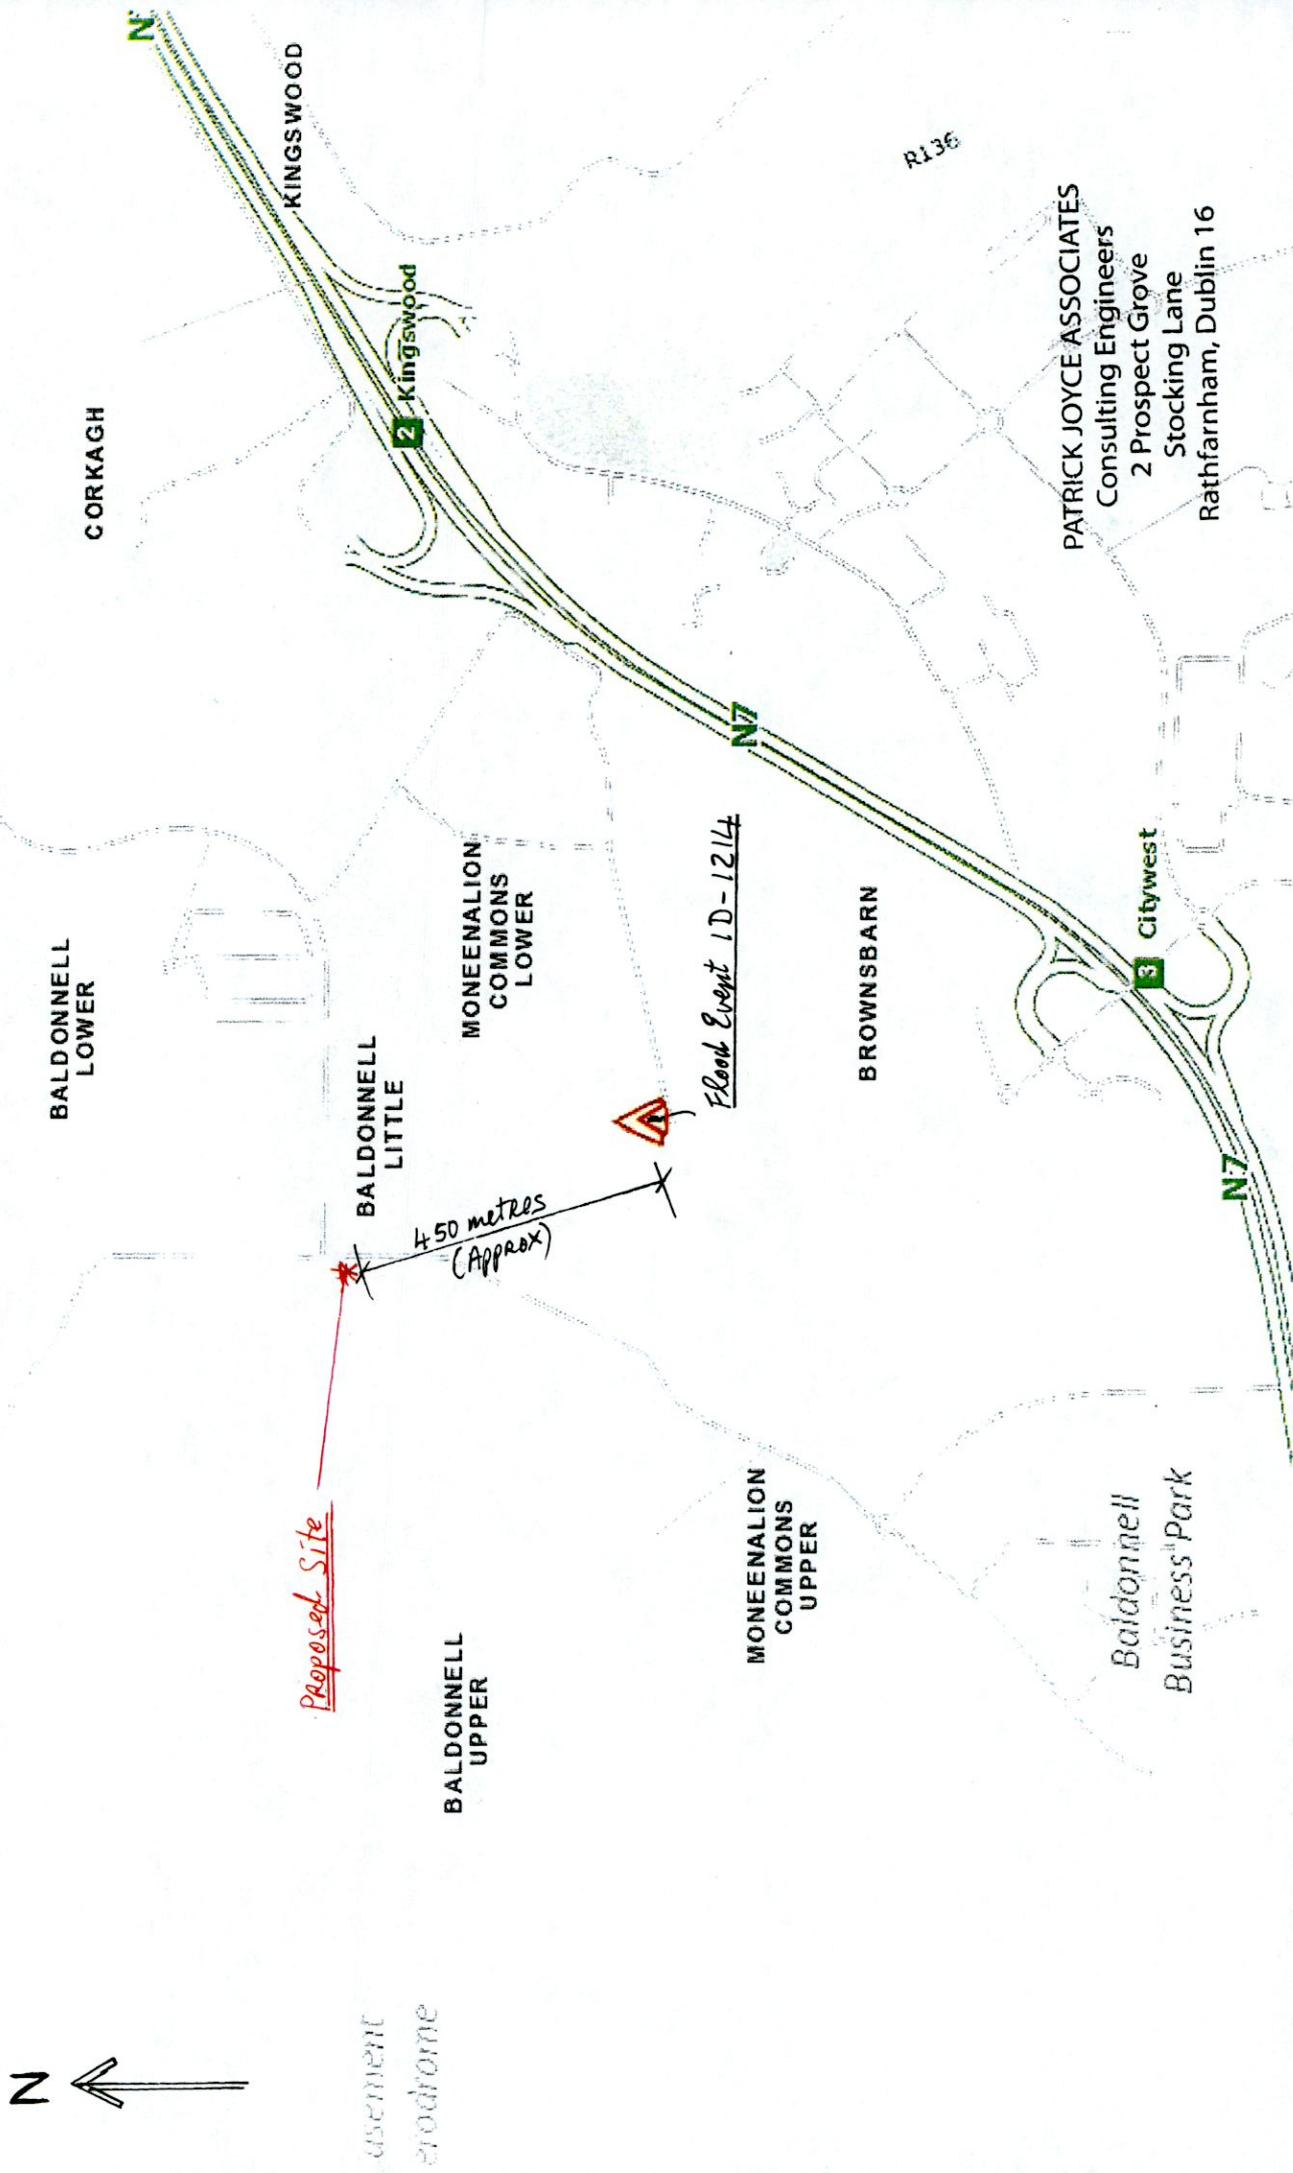 N
BALDONNELL
LOWER
CORKAGH
N
KINGSWOOD
Proposed Site
BALDONNELL
LITTLE
usement
erodrome
2 Kingswood
BALDONNELL
UPPER
450 metres
(Approx)
MONEENALION
COMMONS
LOWER
Flood Event ID-1214
N7
MONEENALION
COMMONS
UPPER
BROWNSBARN
R136
PATRICK JOYCE ASSOCIATES
Consulting Engineers
2 Prospect Grove
Stocking Lane
Rathfarnham, Dublin 16
Baldonnell
Business Park
3 Citywest
N7